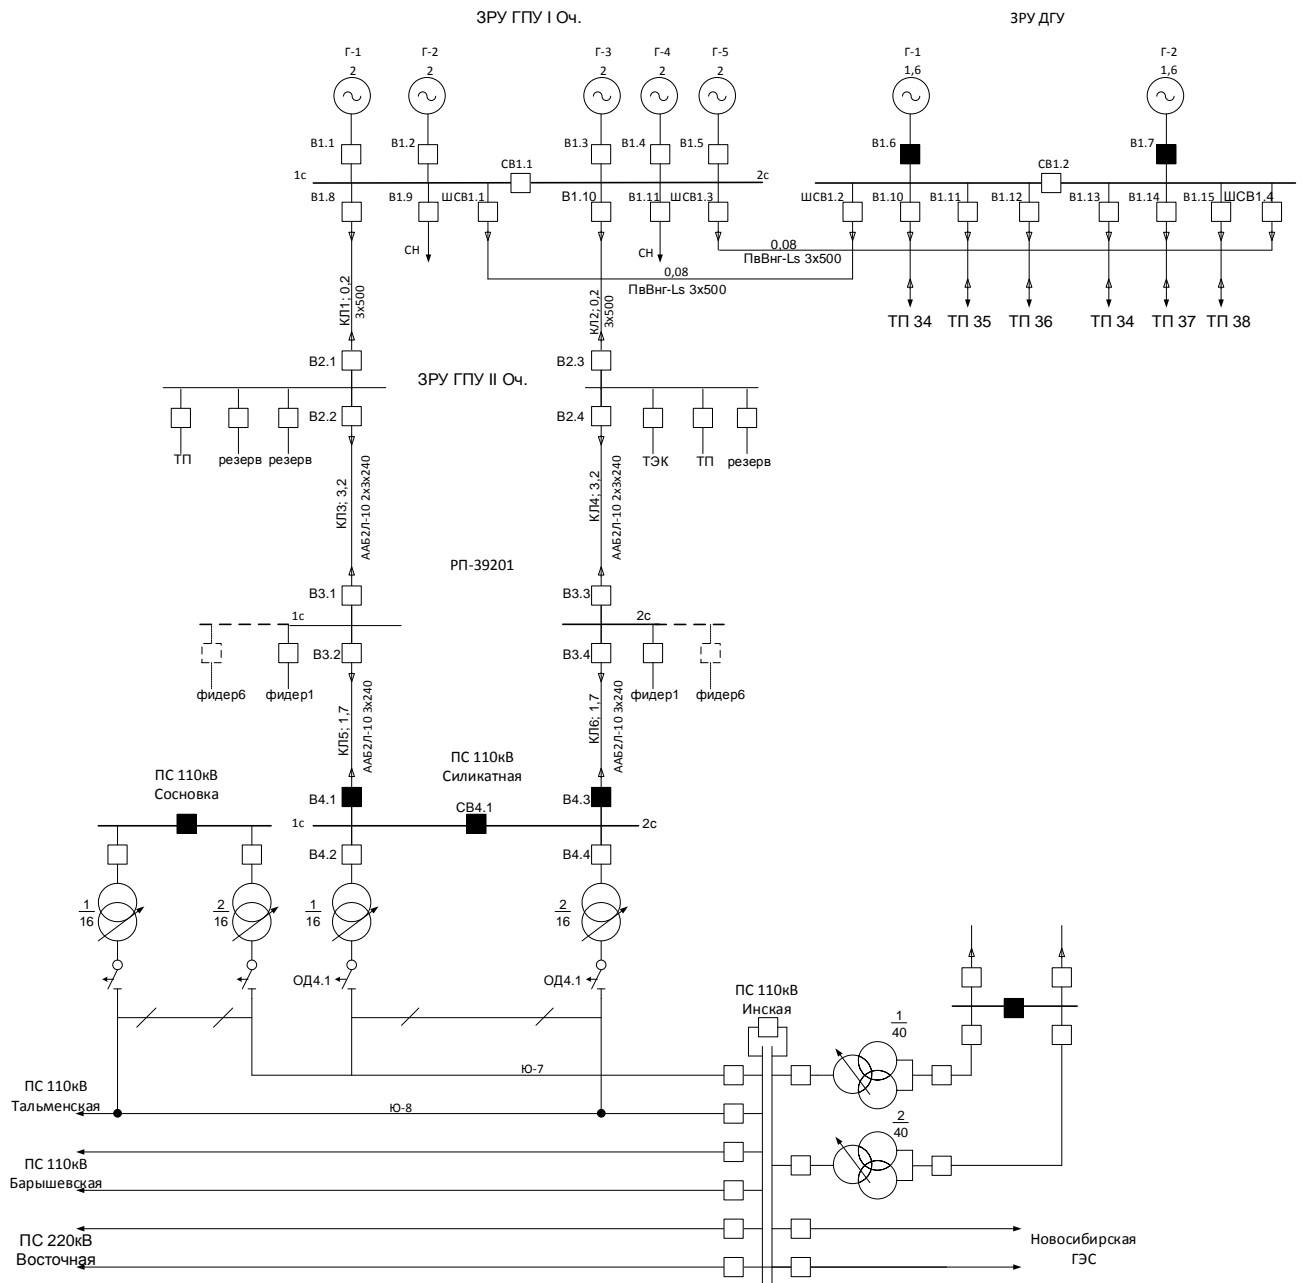 ЗРУ ГПУ I Оч.
ЗРУ ДГУ
Г-1
2
Г-2
2
Г-3
2
Г-4
2
Г-5
2
Г-1
1,6
Г-2
1,6
В1.1
В1.2
В1.3
В1.4
В1.5
В1.6
В1.7
1с
СВ1.1
2с
СВ1.2
В1.8
В1.9
ШСВ1.1
В1.10
В1.11
ШСВ1.3
ШСВ1.2
В1.10
В1.11
В1.12
В1.13
В1.14
В1.15
ШСВ1.4
СН
СН
0,08
ПвВнг-Ls 3х500
0,08
ПвВнг-Ls 3х500
КЛ1; 0,2
3х500
КЛ2; 0,2
3х500
ТП 34
ТП 35
ТП 36
ТП 34
ТП 37
ТП 38
В2.1
ЗРУ ГПУ II Оч.
В2.3
В2.2
В2.4
ТП
резерв
резерв
ТЭК
ТП
резерв
КЛ3; 3,2
ААБ2Л-10 2х3х240
КЛ4; 3,2
ААБ2Л-10 2х3х240
РП-39201
В3.1
В3.3
1с
2с
В3.2
В3.4
фидер6
фидер1
фидер1
фидер6
КЛ5; 1,7
ААБ2Л-10 3х240
КЛ6; 1,7
ААБ2Л-10 3х240
ПС 110кВ
Сосновка
ПС 110кВ
Силикатная
В4.1
СВ4.1
В4.3
1с
2с
В4.2
В4.4
1
16
2
16
1
16
2
16
ОД4.1
ОД4.1
ПС 110кВ
Инская
1
40
Ю-7
ПС 110кВ
Тальменская
Ю-8
2
40
ПС 110кВ
Барышевская
ПС 220кВ
Восточная
Новосибирская
ГЭС